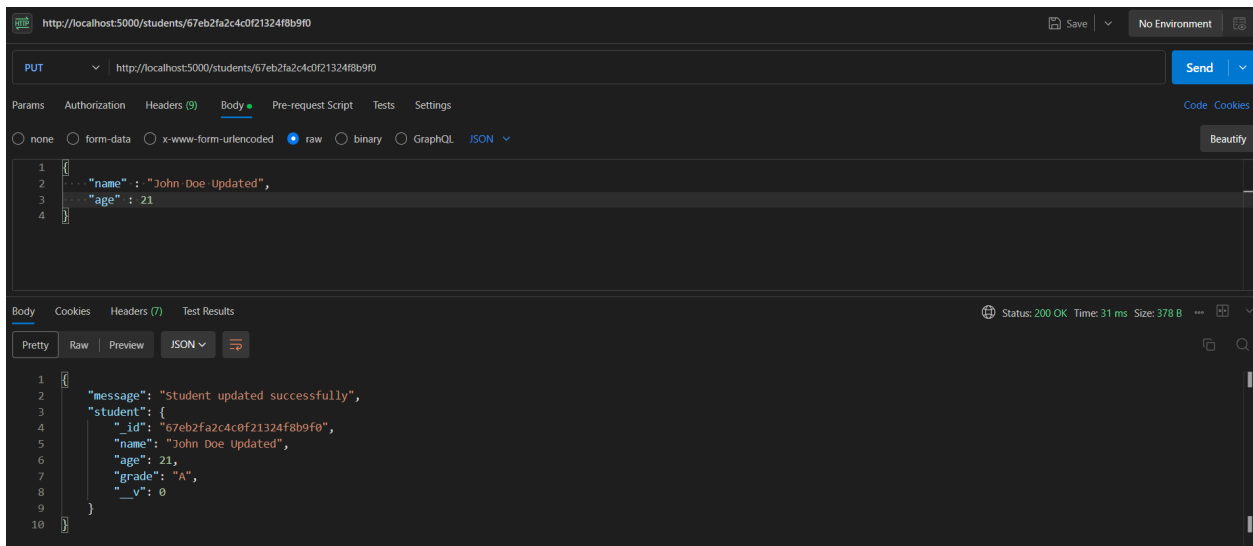 HTTP http://localhost:5000/students/67eb2fa2c4c0f21324f8b9f0 Save No Environment
PUT http://localhost:5000/students/67eb2fa2c4c0f21324f8b9f0 Send
Params Authorization Headers (9) Body Pre-request Script Tests Settings Code Cookies
none form-data x-www-form-urlencoded raw binary GraphQL JSON Beautify
1 {
2 "name" : "John Doe Updated",
3 "age" : 21
4 }
Body Cookies Headers (7) Test Results Status: 200 OK Time: 31 ms Size: 378 B
Pretty Raw Preview JSON
1 {
2 "message": "Student updated successfully",
3 "student": {
4 "_id": "67eb2fa2c4c0f21324f8b9f0",
5 "name": "John Doe Updated",
6 "age": 21,
7 "grade": "A",
8 "__v": 0
9 }
10 }